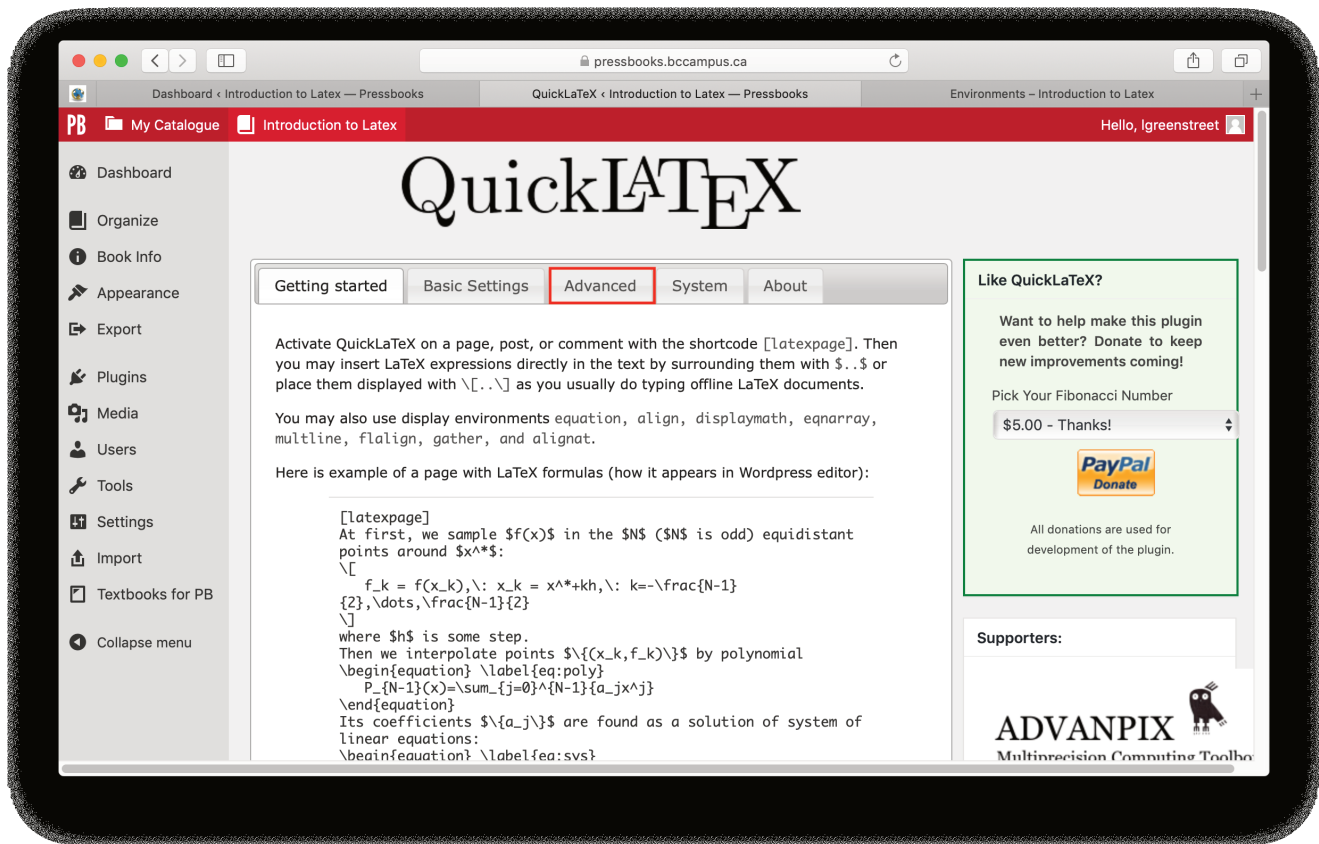 pressbooks.bccampus.ca
Dashboard ‹ Introduction to Latex — Pressbooks
QuickLaTeX ‹ Introduction to Latex — Pressbooks
Environments – Introduction to Latex
PB
My Catalogue
Introduction to Latex
Hello, lgreenstreet
Dashboard
Organize
Book Info
Appearance
Export
Plugins
Media
Users
Tools
Settings
Import
Textbooks for PB
Collapse menu
QuickLATEX
Getting started
Basic Settings
Advanced
System
About
Activate QuickLaTeX on a page, post, or comment with the shortcode [latexpage]. Then
you may insert LaTeX expressions directly in the text by surrounding them with $..$ or
place them displayed with \[..\] as you usually do typing offline LaTeX documents.
You may also use display environments equation, align, displaymath, eqnarray,
multline, flalign, gather, and alignat.
Here is example of a page with LaTeX formulas (how it appears in Wordpress editor):
[latexpage]
At first, we sample $f(x)$ in the $N$ ($N$ is odd) equidistant
points around $x^*$:
\[
f_k = f(x_k),\: x_k = x^*+kh,\: k=-\frac{N-1}
{2},\dots,\frac{N-1}{2}
\]
where $h$ is some step.
Then we interpolate points $\{(x_k,f_k)\}$ by polynomial
\begin{equation} \label{eq:poly}
P_{N-1}(x)=\sum_{j=0}^{N-1}{a_jx^j}
\end{equation}
Its coefficients $\{a_j\}$ are found as a solution of system of
linear equations:
\begin{equation} \label{eq:sys}
Like QuickLaTeX?
Want to help make this plugin
even better? Donate to keep
new improvements coming!
Pick Your Fibonacci Number
$5.00 - Thanks!
PayPal
Donate
All donations are used for
development of the plugin.
Supporters:
ADVANPIX
Multiprecision Computing Toolbo